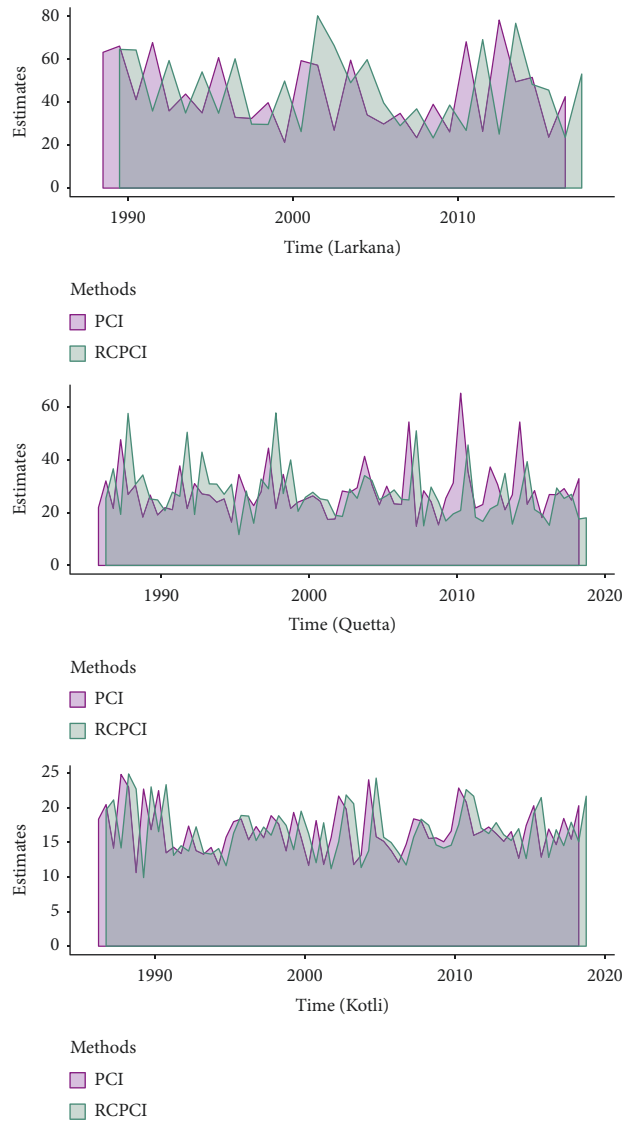 80
60
40
20
0
Estimates
1990 2000 2010
Time (Larkana)
Methods
PCI
RCPCI
60
40
20
0
Estimates
1990 2000 2010 2020
Time (Quetta)
Methods
PCI
RCPCI
25
20
15
10
5
0
Estimates
1990 2000 2010 2020
Time (Kotli)
Methods
PCI
RCPCI